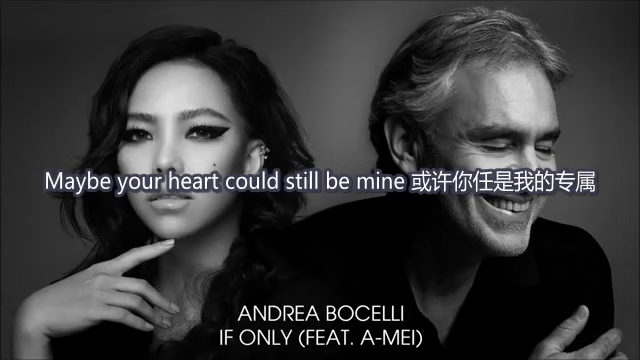 Maybe your heart could still be mine 或许你任是我的专属
ANDREA BOCELLI
IF ONLY (FEAT. A-MEI)